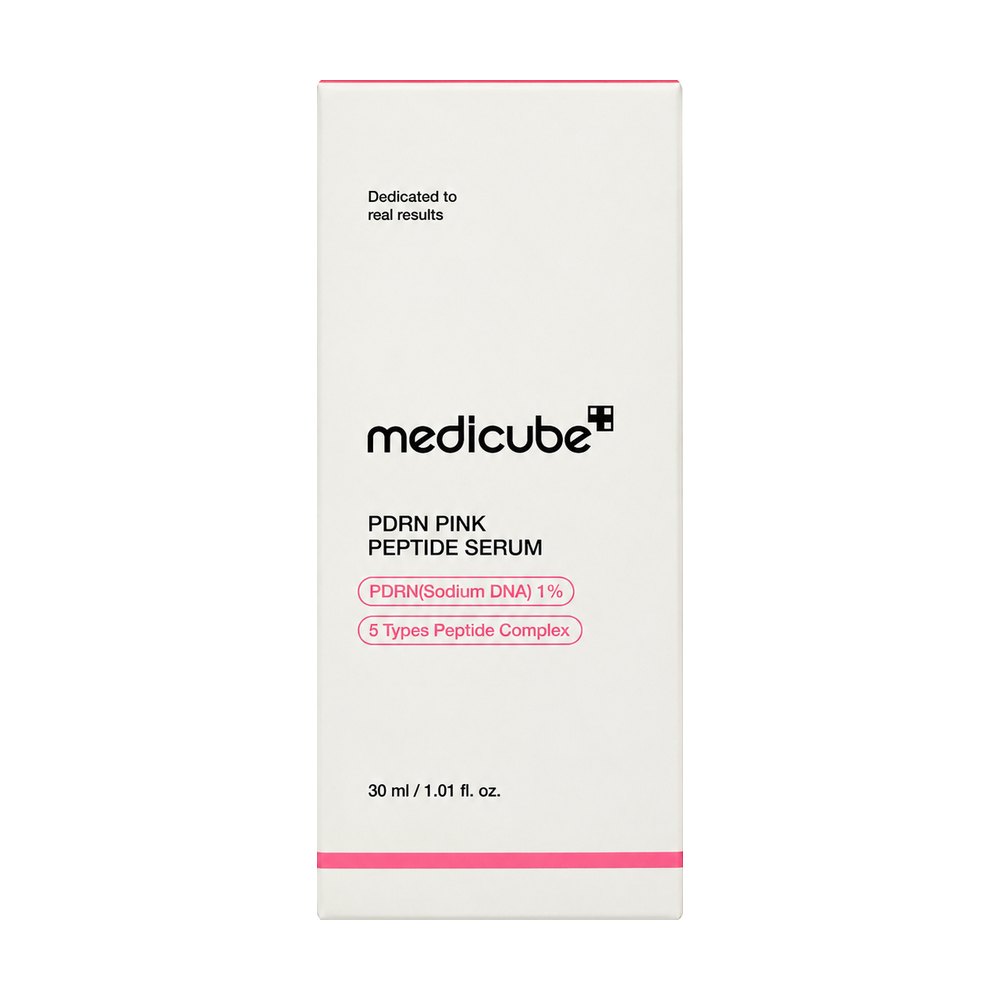 Dedicated to
real results
medicube
PDRN PINK
PEPTIDE SERUM
PDRN(Sodium DNA) 1%
5 Types Peptide Complex
30 ml / 1.01 fl. oz.